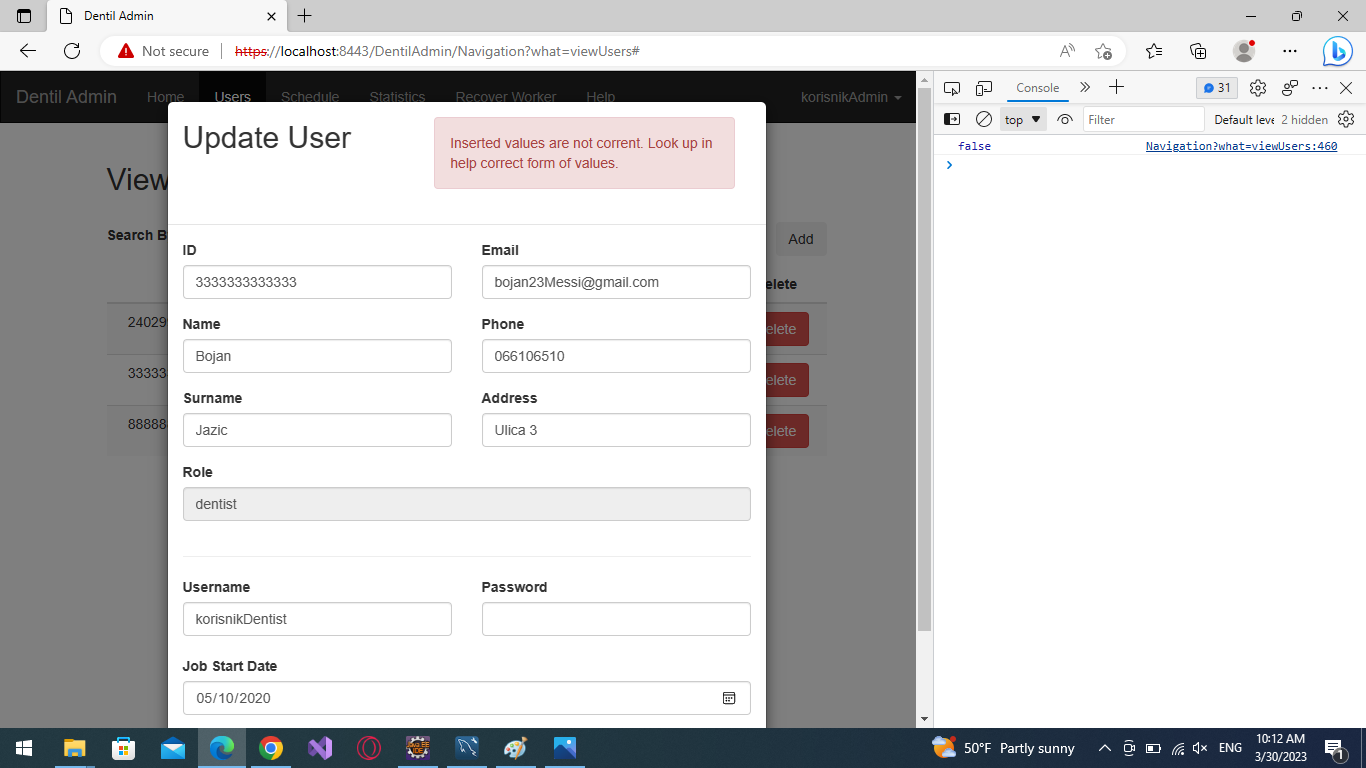 Dentil Admin
Not secure https://localhost:8443/DentilAdmin/Navigation?what=viewUsers#
Dentil Admin Home Users Schedule Statistics Recover Worker Help korisnikAdmin
Console 31
top Filter Default leve 2 hidden
false Navigation?what=viewUsers:460
Update User
Inserted values are not corrent. Look up in
help correct form of values.
View
Search B
Add
elete
24029
elete
33333
elete
88888
elete
ID Email
3333333333333 bojan23Messi@gmail.com
Name Phone
Bojan 066106510
Surname Address
Jazic Ulica 3
Role
dentist
Username Password
korisnikDentist
Job Start Date
05/10/2020
50°F Partly sunny ENG 10:12 AM
3/30/2023
1